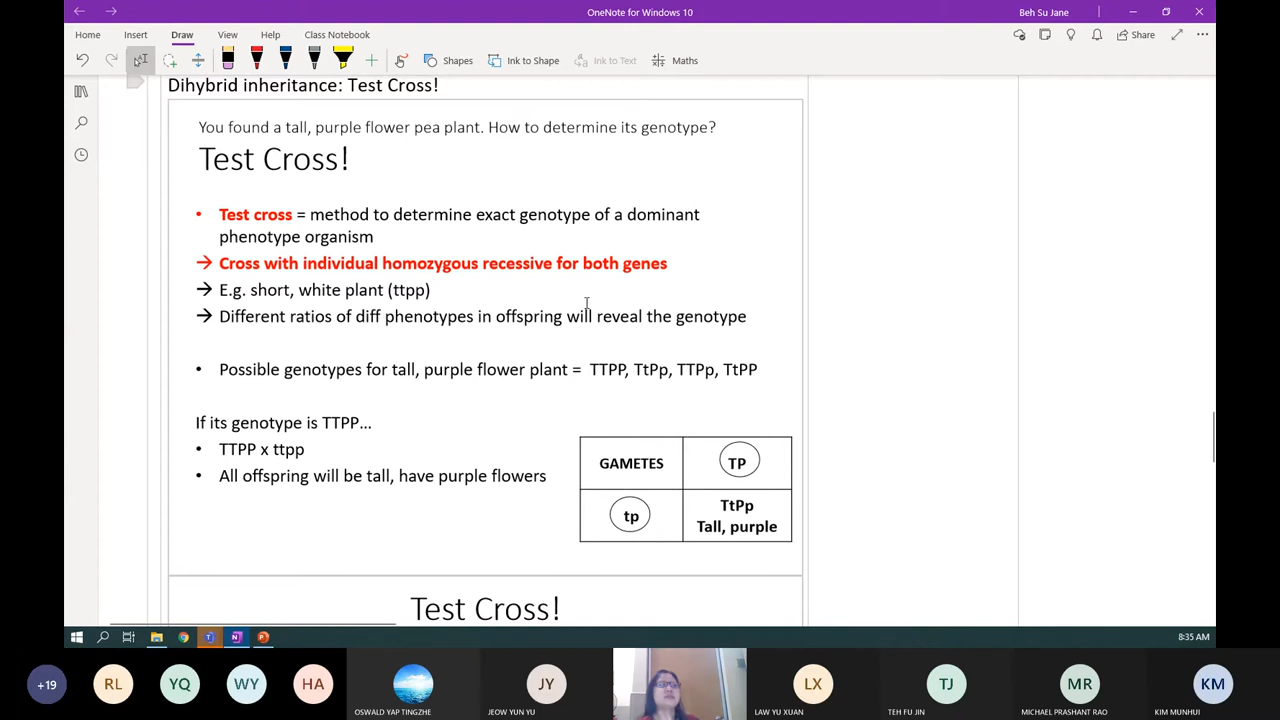 OneNote for Windows 10
Beh Su Jane
Home Insert Draw View Help Class Notebook
Share
Shapes Ink to Shape Ink to Text Maths
Dihybrid inheritance: Test Cross!
You found a tall, purple flower pea plant. How to determine its genotype?
Test Cross!
• Test cross = method to determine exact genotype of a dominant
phenotype organism
→ Cross with individual homozygous recessive for both genes
→ E.g. short, white plant (ttpp)
→ Different ratios of diff phenotypes in offspring will reveal the genotype
• Possible genotypes for tall, purple flower plant = TTPP, TtPp, TTPp, TtPP
If its genotype is TTPP...
• TTPP x ttpp
• All offspring will be tall, have purple flowers
GAMETES TP
tp TtPp
Tall, purple
Test Cross!
8:35 AM
+19 RL YQ WY HA JY LX TJ MR KM
OSWALD YAP TINGZHE JEOW YUN YU LAW YU XUAN TEH FU JIN MICHAEL PRASHANT RAO KIM MUNHUI